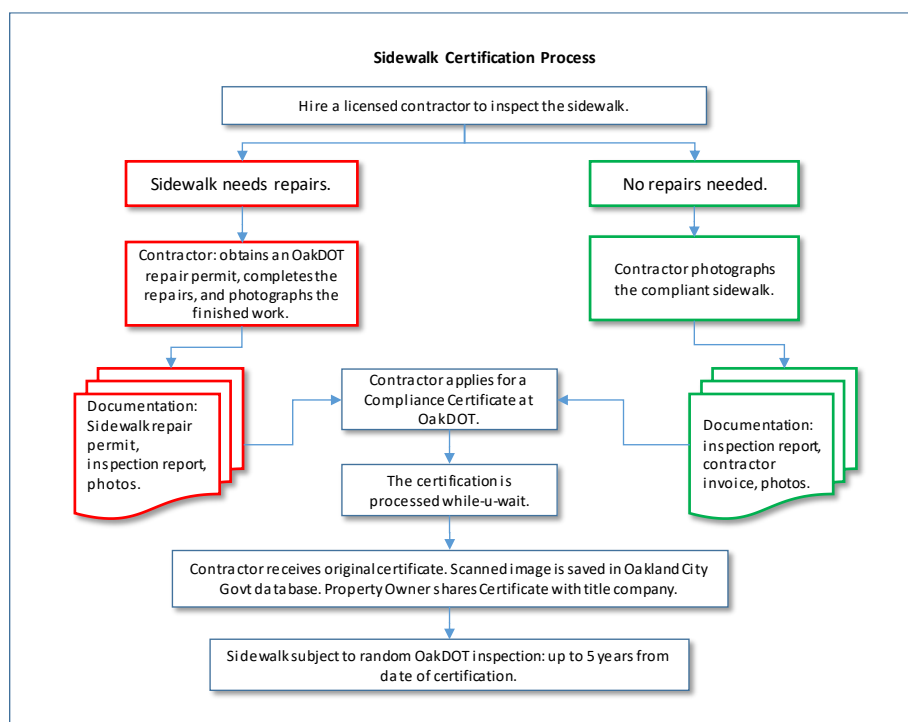 Sidewalk Certification Process
Hire a licensed contractor to inspect the sidewalk.
Sidewalk needs repairs.
No repairs needed.
Contractor: obtains an OakDOT
repair permit, completes the
repairs, and photographs the
finished work.
Contractor photographs
the compliant sidewalk.
Documentation:
Sidewalk repair
permit,
inspection report,
photos.
Contractor applies for a
Compliance Certificate at
OakDOT.
Documentation:
inspection report,
contractor
invoice, photos.
The certification is
processed while-u-wait.
Contractor receives original certificate. Scanned image is saved in Oakland City
Govt database. Property Owner shares Certificate with title company.
Sidewalk subject to random OakDOT inspection: up to 5 years from
date of certification.